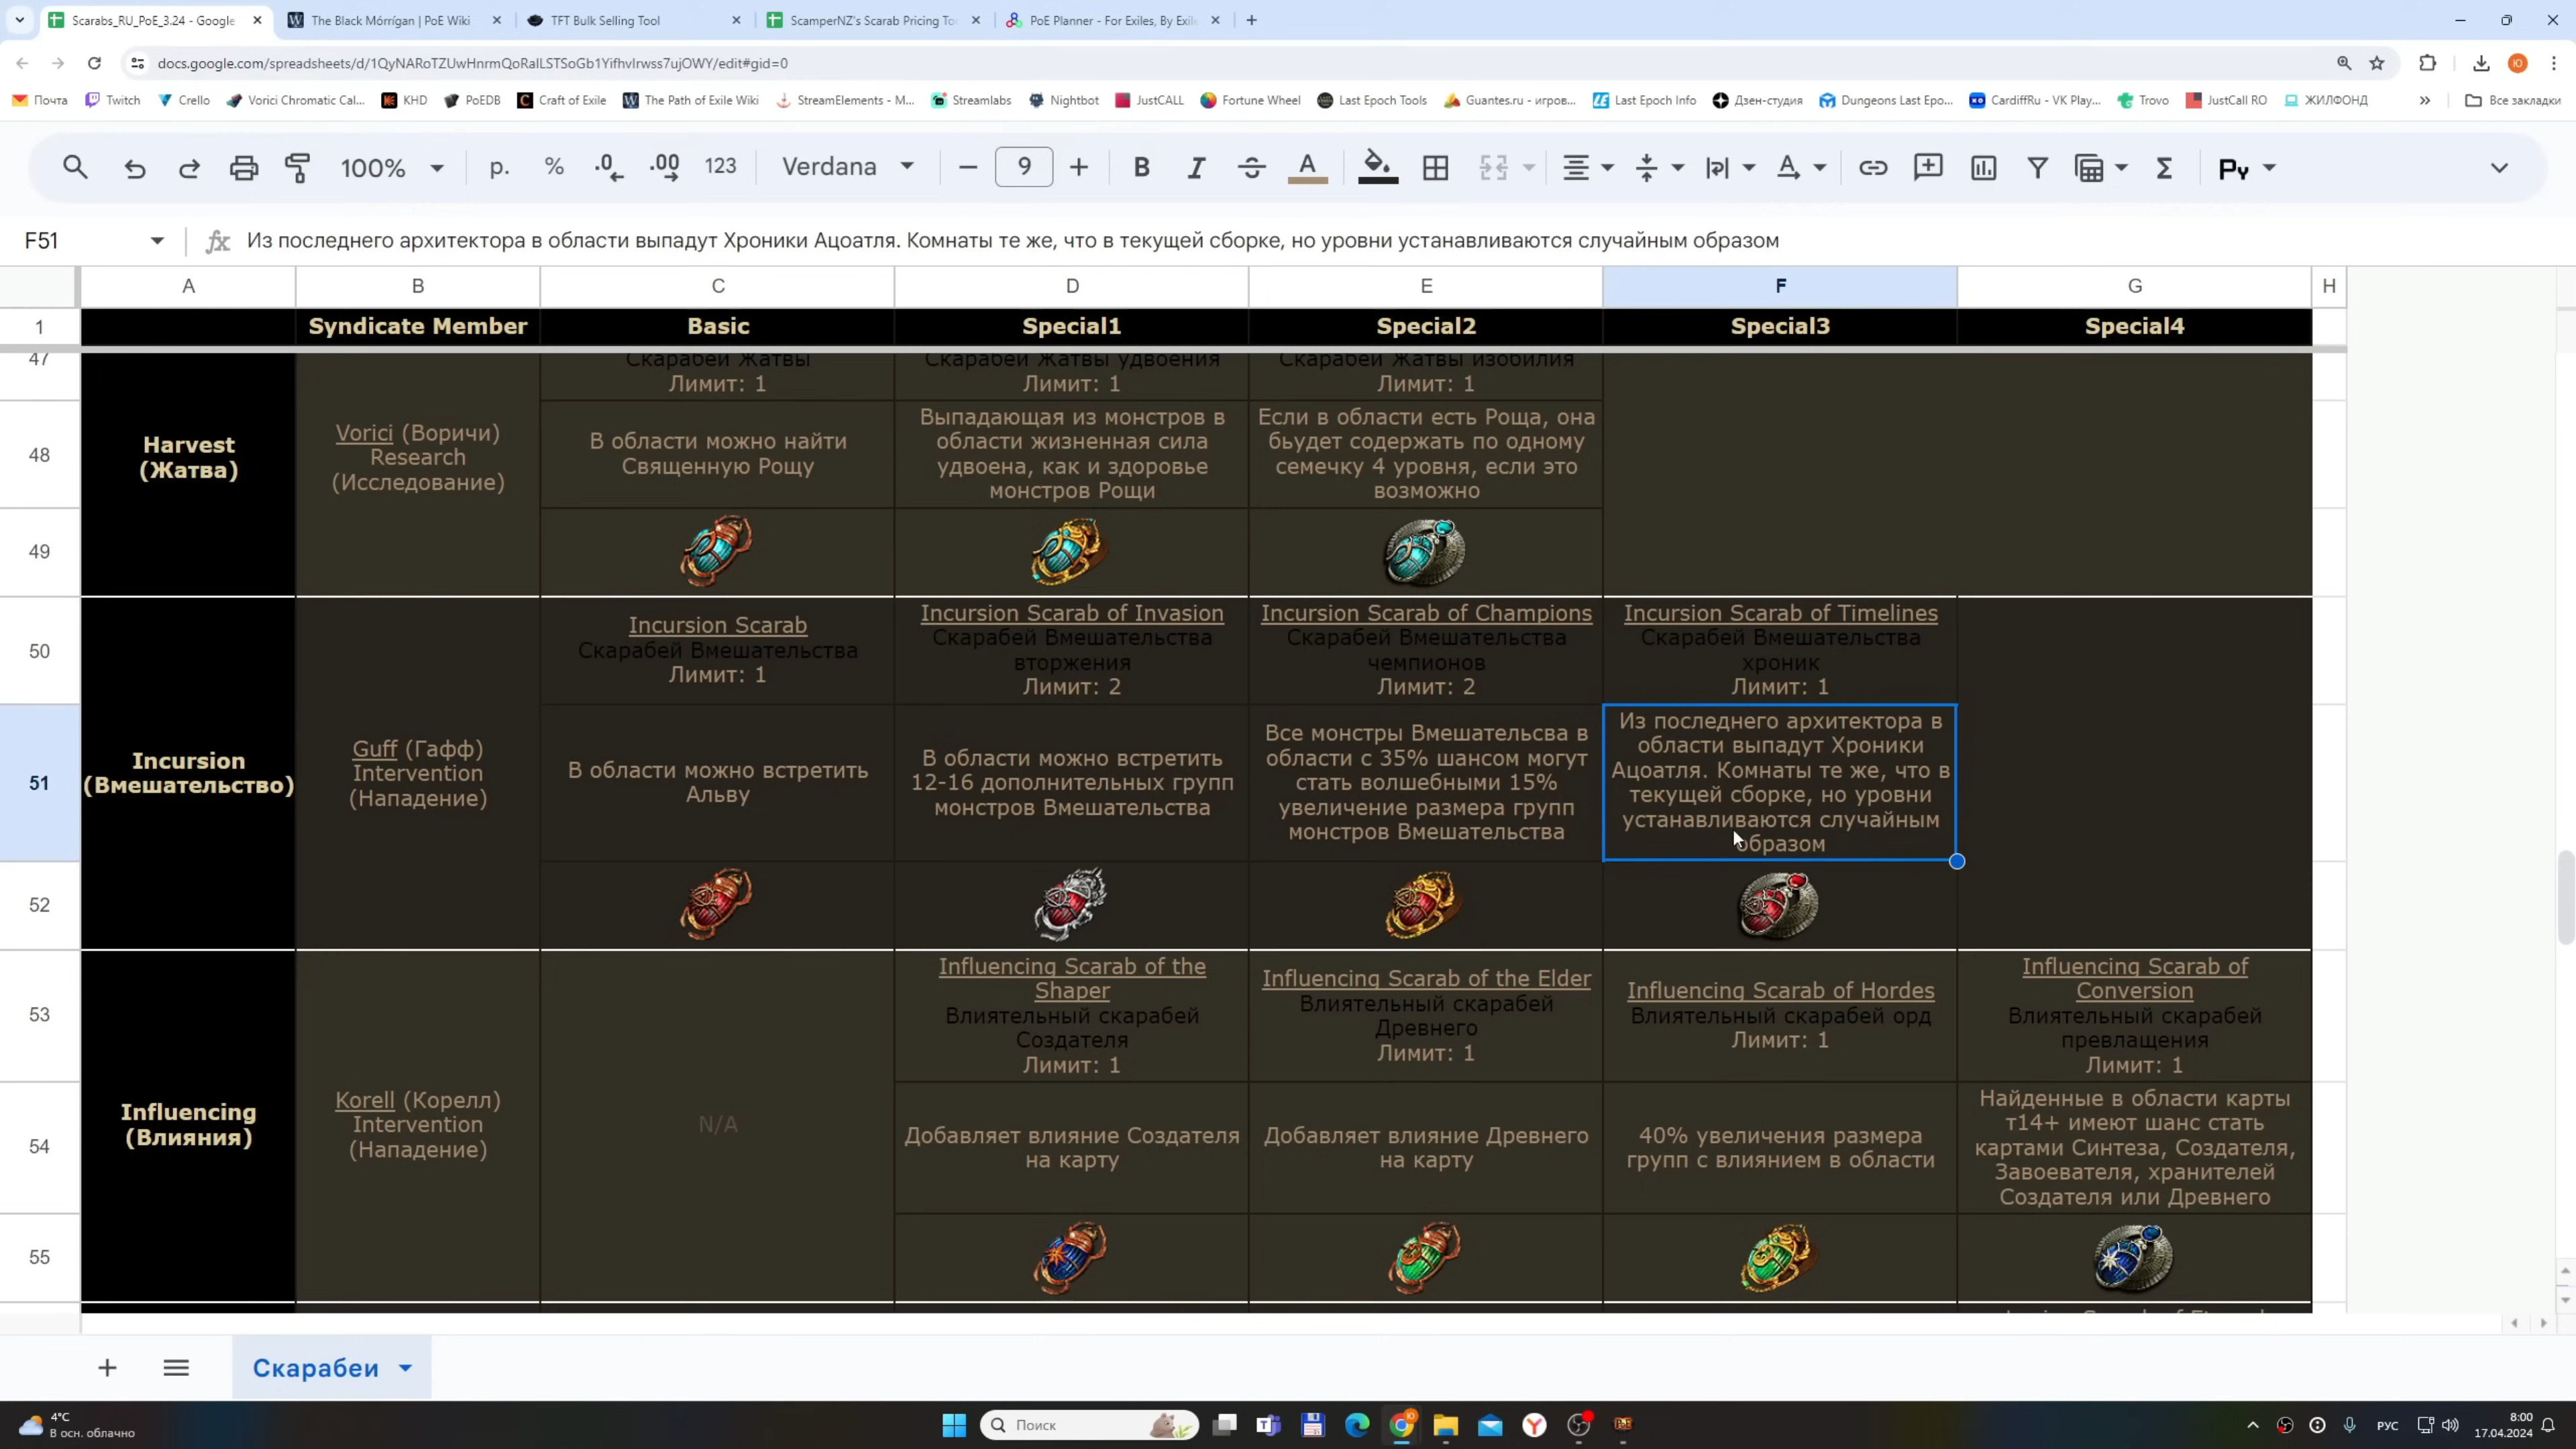 Scarabs_RU_PoE_3.24 - Google
The Black Mórrígan | PoE Wiki
TFT Bulk Selling Tool
ScamperNZ's Scarab Pricing To
PoE Planner - For Exiles, By Exile
docs.google.com/spreadsheets/d/1QyNARoTZUwHnrmQoRaILSTSoGb1YifhvIrwss7ujOWY/edit#gid=0
Почта
Twitch
Crello
Vorici Chromatic Cal...
KHD
PoEDB
Craft of Exile
The Path of Exile Wiki
StreamElements - M...
Streamlabs
Nightbot
JustCALL
Fortune Wheel
Last Epoch Tools
Guantes.ru - игров...
Last Epoch Info
Дзен-студия
Dungeons Last Epo...
CardiffRu - VK Play...
Trovo
JustCall RO
ЖИЛФОНД
Все закладки
100%
р.
%
.0
.00
123
Verdana
9
F51
Из последнего архитектора в области выпадут Хроники Ацоатля. Комнаты те же, что в текущей сборке, но уровни устанавливаются случайным образом
A
B
C
D
E
F
G
H
1
Syndicate Member
Basic
Special1
Special2
Special3
Special4
47
Скарабей Жатвы
Лимит: 1
Скарабей Жатвы удвоения
Лимит: 1
Скарабей Жатвы изобилия
Лимит: 1
48
Harvest
(Жатва)
Vorici (Воричи)
Research
(Исследование)
В области можно найти
Священную Рощу
Выпадающая из монстров в
области жизненная сила
удвоена, как и здоровье
монстров Рощи
Если в области есть Роща, она
бьудет содержать по одному
семечку 4 уровня, если это
возможно
49
50
Incursion Scarab
Скарабей Вмешательства
Лимит: 1
Incursion Scarab of Invasion
Скарабей Вмешательства
вторжения
Лимит: 2
Incursion Scarab of Champions
Скарабей Вмешательства
чемпионов
Лимит: 2
Incursion Scarab of Timelines
Скарабей Вмешательства
хроник
Лимит: 1
51
Incursion
(Вмешательство)
Guff (Гафф)
Intervention
(Нападение)
В области можно встретить
Альву
В области можно встретить
12-16 дополнительных групп
монстров Вмешательства
Все монстры Вмешательсва в
области с 35% шансом могут
стать волшебными 15%
увеличение размера групп
монстров Вмешательства
Из последнего архитектора в
области выпадут Хроники
Ацоатля. Комнаты те же, что в
текущей сборке, но уровни
устанавливаются случайным
образом
52
53
Influencing Scarab of the
Shaper
Влиятельный скарабей
Создателя
Лимит: 1
Influencing Scarab of the Elder
Влиятельный скарабей
Древнего
Лимит: 1
Influencing Scarab of Hordes
Влиятельный скарабей орд
Лимит: 1
Influencing Scarab of
Conversion
Влиятельный скарабей
превлащения
Лимит: 1
54
Influencing
(Влияния)
Korell (Корелл)
Intervention
(Нападение)
N/A
Добавляет влияние Создателя
на карту
Добавляет влияние Древнего
на карту
40% увеличения размера
групп с влиянием в области
Найденные в области карты
т14+ имеют шанс стать
картами Синтеза, Создателя,
Завоевателя, хранителей
Создателя или Древнего
55
Скарабеи
4°C
В осн. облачно
Поиск
РУС
8:00
17.04.2024